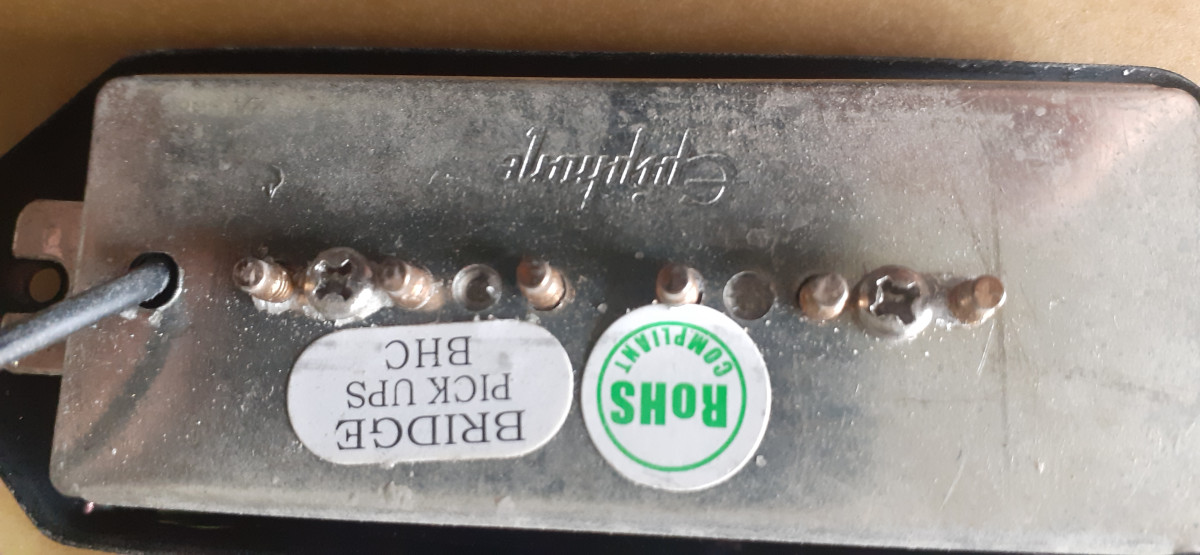 Epiphone
BRIDGE
PICK UPS
BHC
RoHS
COMPLIANT